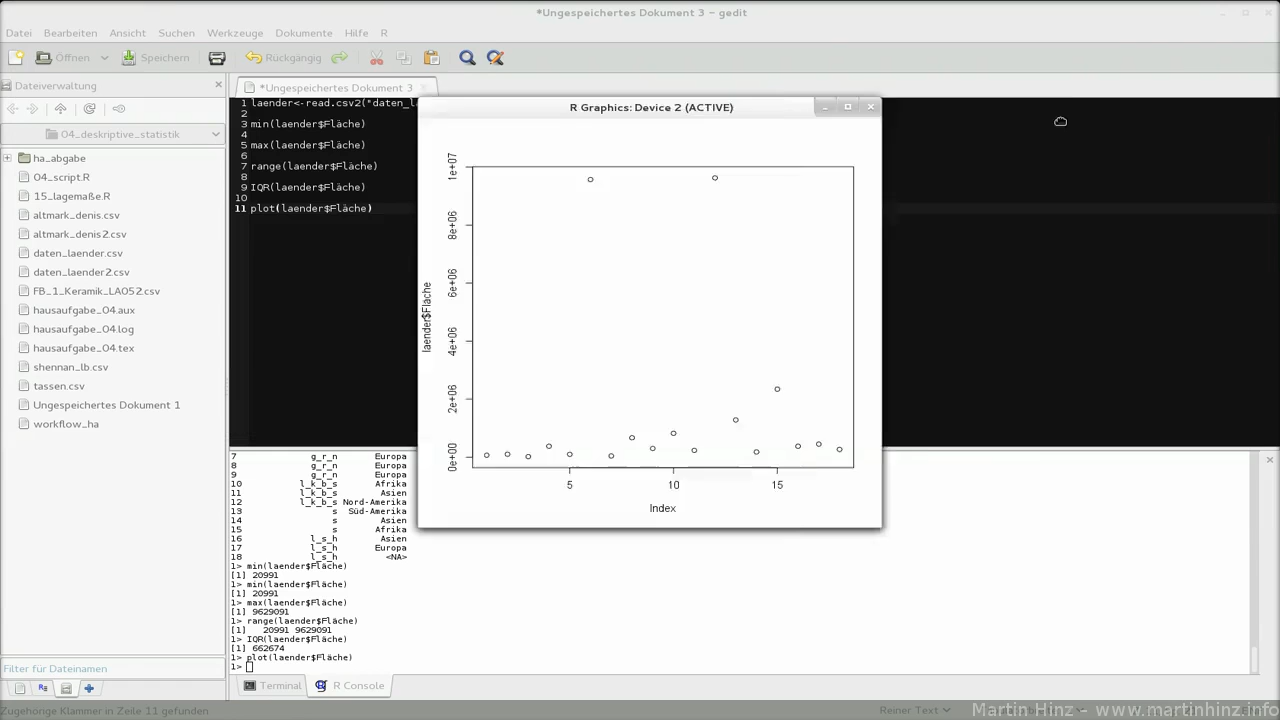 *Ungespeichertes Dokument 3 – gedit
Datei Bearbeiten Ansicht Suchen Werkzeuge Dokumente Hilfe R
Öffnen Speichern Rückgängig
Dateiverwaltung
*Ungespeichertes Dokument 3
04_deskriptive_statistik
ha_abgabe
04_script.R
15_lagemaße.R
altmark_denis.csv
altmark_denis2.csv
daten_laender.csv
daten_laender2.csv
FB_1_Keramik_LA052.csv
hausaufgabe_04.aux
hausaufgabe_04.log
hausaufgabe_04.tex
shennan_lb.csv
tassen.csv
Ungespeichertes Dokument 1
workflow_ha
Filter für Dateinamen
1 laender<-read.csv2("daten_la
2
3 min(laender$Fläche)
4
5 max(laender$Fläche)
6
7 range(laender$Fläche)
8
9 IQR(laender$Fläche)
10
11 plot(laender$Fläche)
R Graphics: Device 2 (ACTIVE)
1e+07
8e+06
6e+06
4e+06
2e+06
0e+00
laender$Fläche
5 10 15
Index
7 g_r_n Europa
8 g_r_n Europa
9 g_r_n Europa
10 l_k_b_s Afrika
11 l_k_b_s Asien
12 l_k_b_s Nord-Amerika
13 s Süd-Amerika
14 s Asien
15 s Afrika
16 l_s_h Asien
17 l_s_h Europa
18 l_s_h <NA>
1> min(laender$Fläche)
[1] 20991
1> min(laender$Fläche)
[1] 20991
1> max(laender$Fläche)
[1] 9629091
1> range(laender$Fläche)
[1] 20991 9629091
1> IQR(laender$Fläche)
[1] 662674
1> plot(laender$Fläche)
1>
Terminal R Console
Zugehörige Klammer in Zeile 11 gefunden
Reiner Text
Martin Hinz - www.martinhinz.info